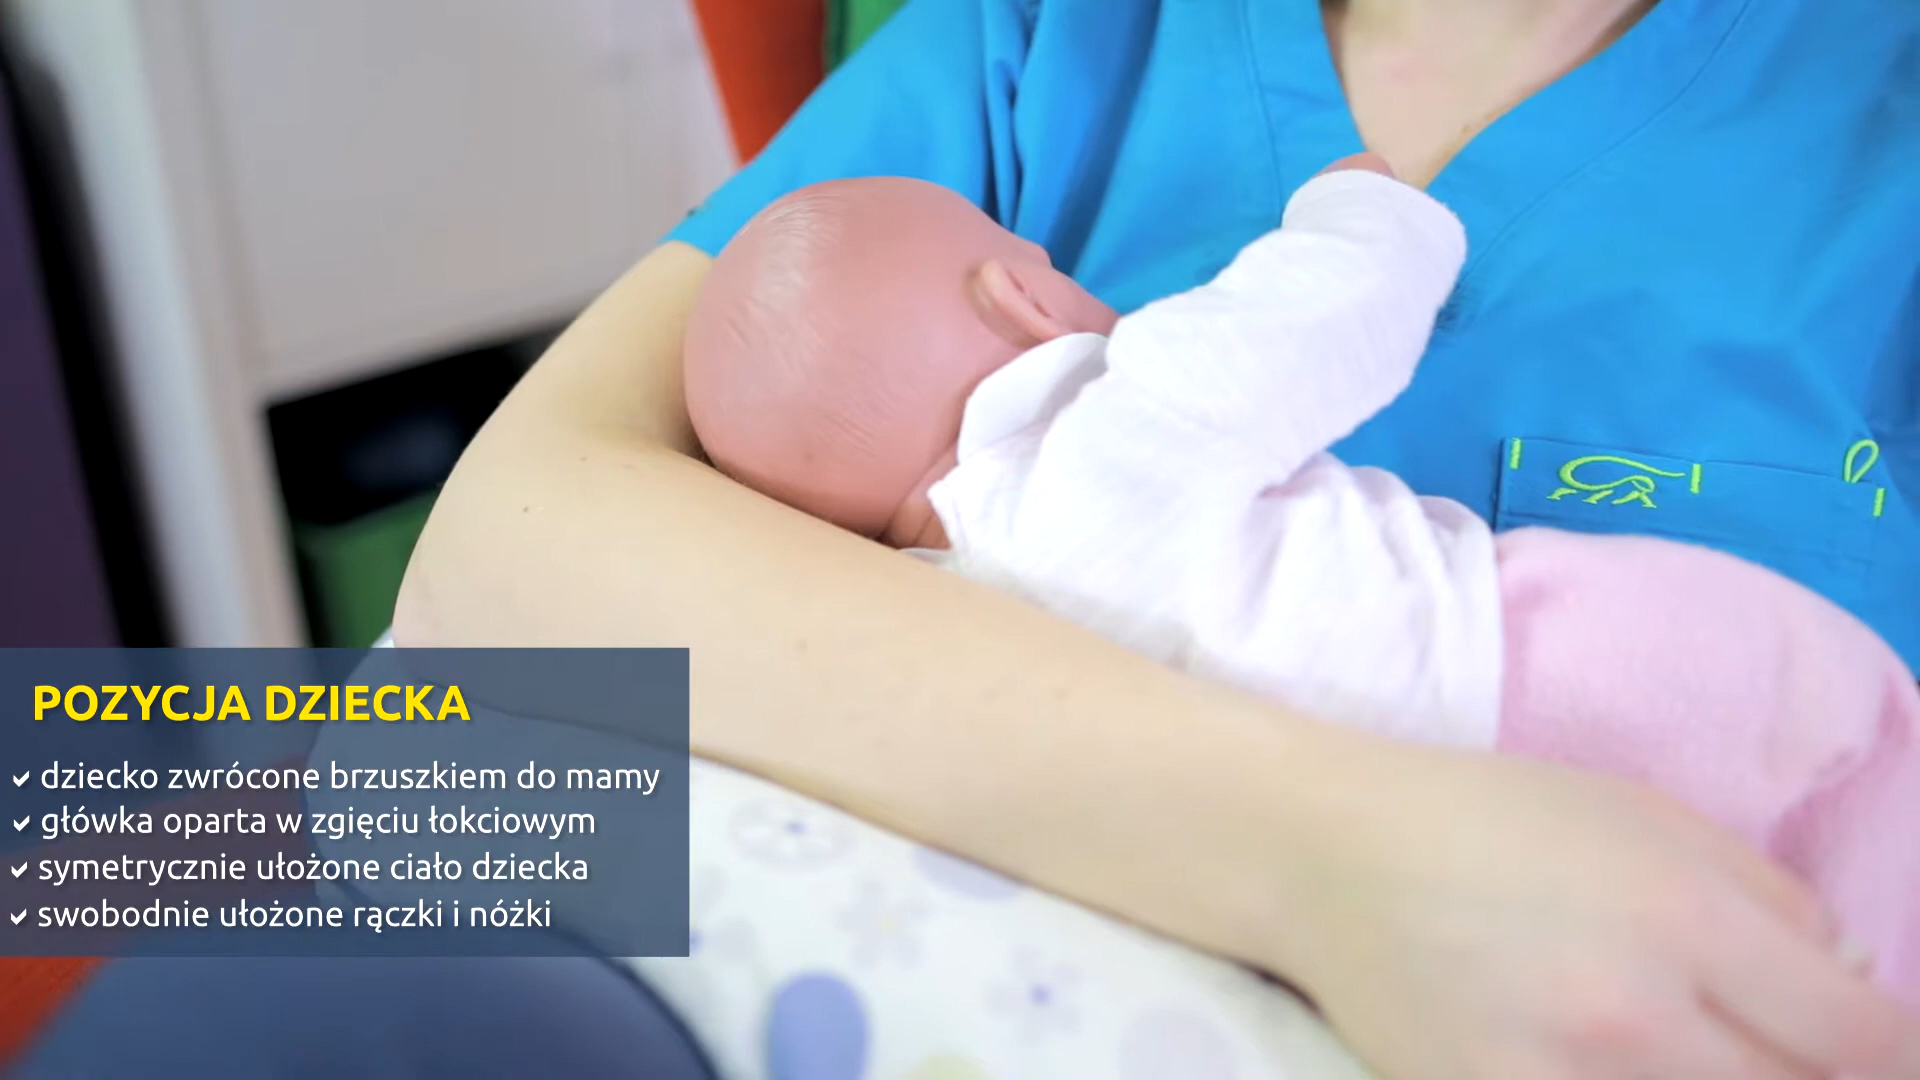 POZYCJA DZIECKA
dziecko zwrócone brzuszkiem do mamy
główka oparta w zgięciu łokciowym
symetrycznie ułożone ciało dziecka
swobodnie ułożone rączki i nóżki